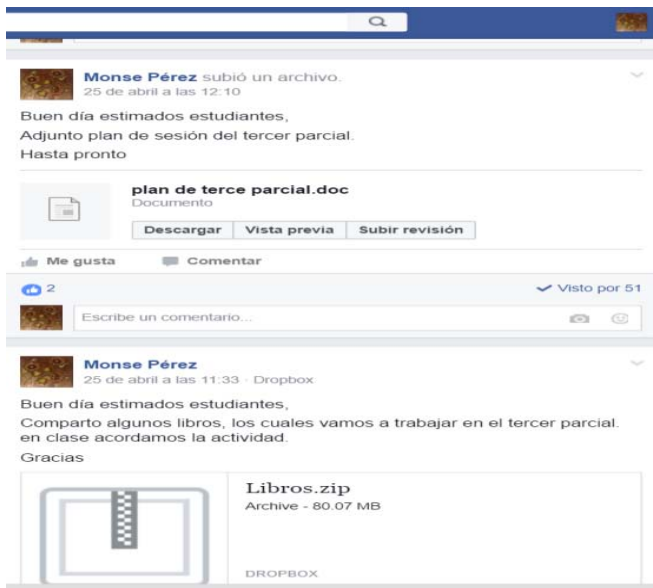 Monse Pérez subió un archivo.
25 de abril a las 12:10
Buen día estimados estudiantes,
Adjunto plan de sesión del tercer parcial.
Hasta pronto
plan de terce parcial.doc
Documento
Descargar Vista previa Subir revisión
Me gusta Comentar
2 Visto por 51
Escribe un comentario...
Monse Pérez
25 de abril a las 11:33 · Dropbox
Buen día estimados estudiantes,
Comparto algunos libros, los cuales vamos a trabajar en el tercer parcial.
en clase acordamos la actividad.
Gracias
Libros.zip
Archive - 80.07 MB
DROPBOX